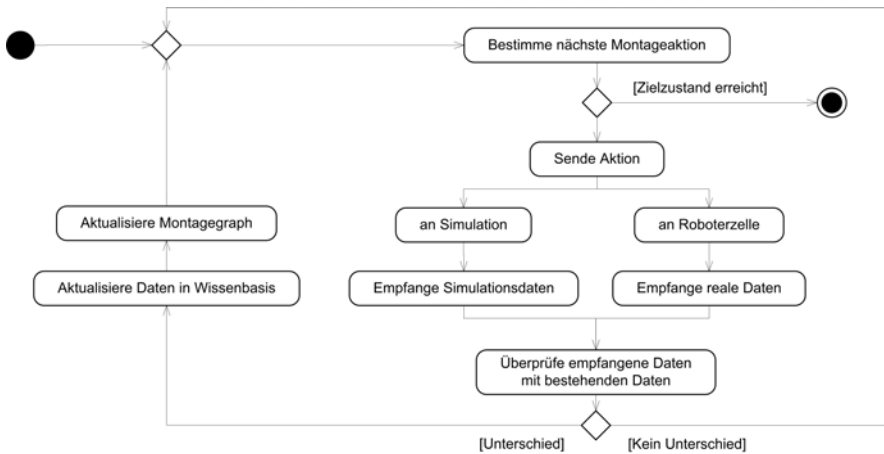 Bestimme nächste Montageaktion
[Zielzustand erreicht]
Sende Aktion
an Simulation
an Roboterzelle
Aktualisiere Montagegraph
Aktualisiere Daten in Wissenbasis
Empfange Simulationsdaten
Empfange reale Daten
Überprüfe empfangene Daten
mit bestehenden Daten
[Unterschied]
[Kein Unterschied]